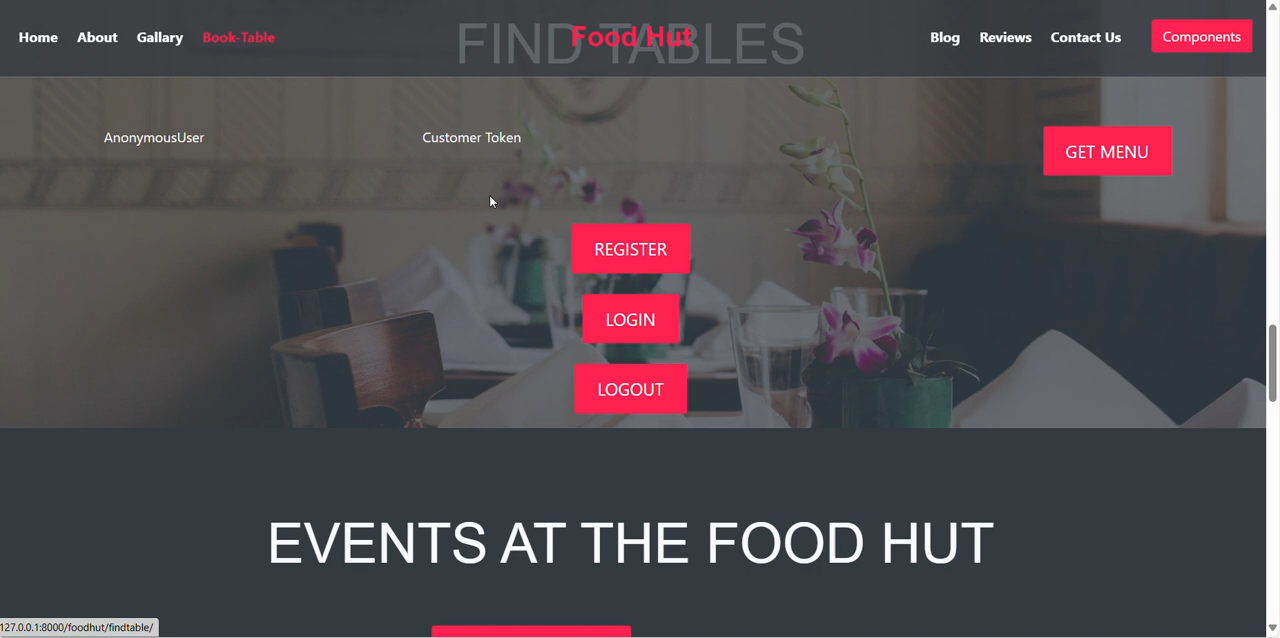 Home About Gallary Book-Table
FIND TABLES
Food Hut
Blog Reviews Contact Us Components
AnonymousUser Customer Token GET MENU
REGISTER
LOGIN
LOGOUT
EVENTS AT THE FOOD HUT
127.0.0.1:8000/foodhut/findtable/